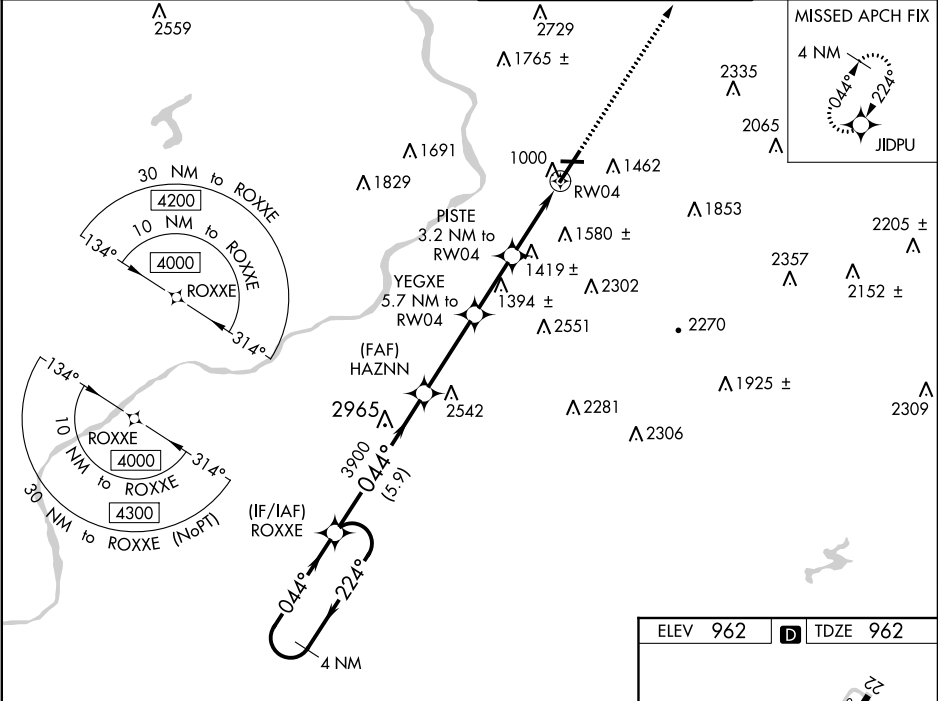 2559
2729
1765 ±
MISSED APCH FIX
4 NM
044°
224°
JIDPU
2335
2065
1691
1829
1000
1462
RW04
30 NM to ROXXE
4200
10 NM to ROXXE
4000
134°
ROXXE
314°
PISTE
3.2 NM to
RW04
1853
1580 ±
2205 ±
1419 ±
2357
2152 ±
YEGXE
5.7 NM to
RW04
1394 ±
2302
2551
2270
(FAF)
HAZNN
2542
2965
1925 ±
2309
2281
2306
134°
ROXXE
4000
314°
10 NM to ROXXE
4300
30 NM to ROXXE (NoPT)
3900
044°
(5.9)
(IF/IAF)
ROXXE
044°
224°
4 NM
ELEV 962
D
TDZE 962
22